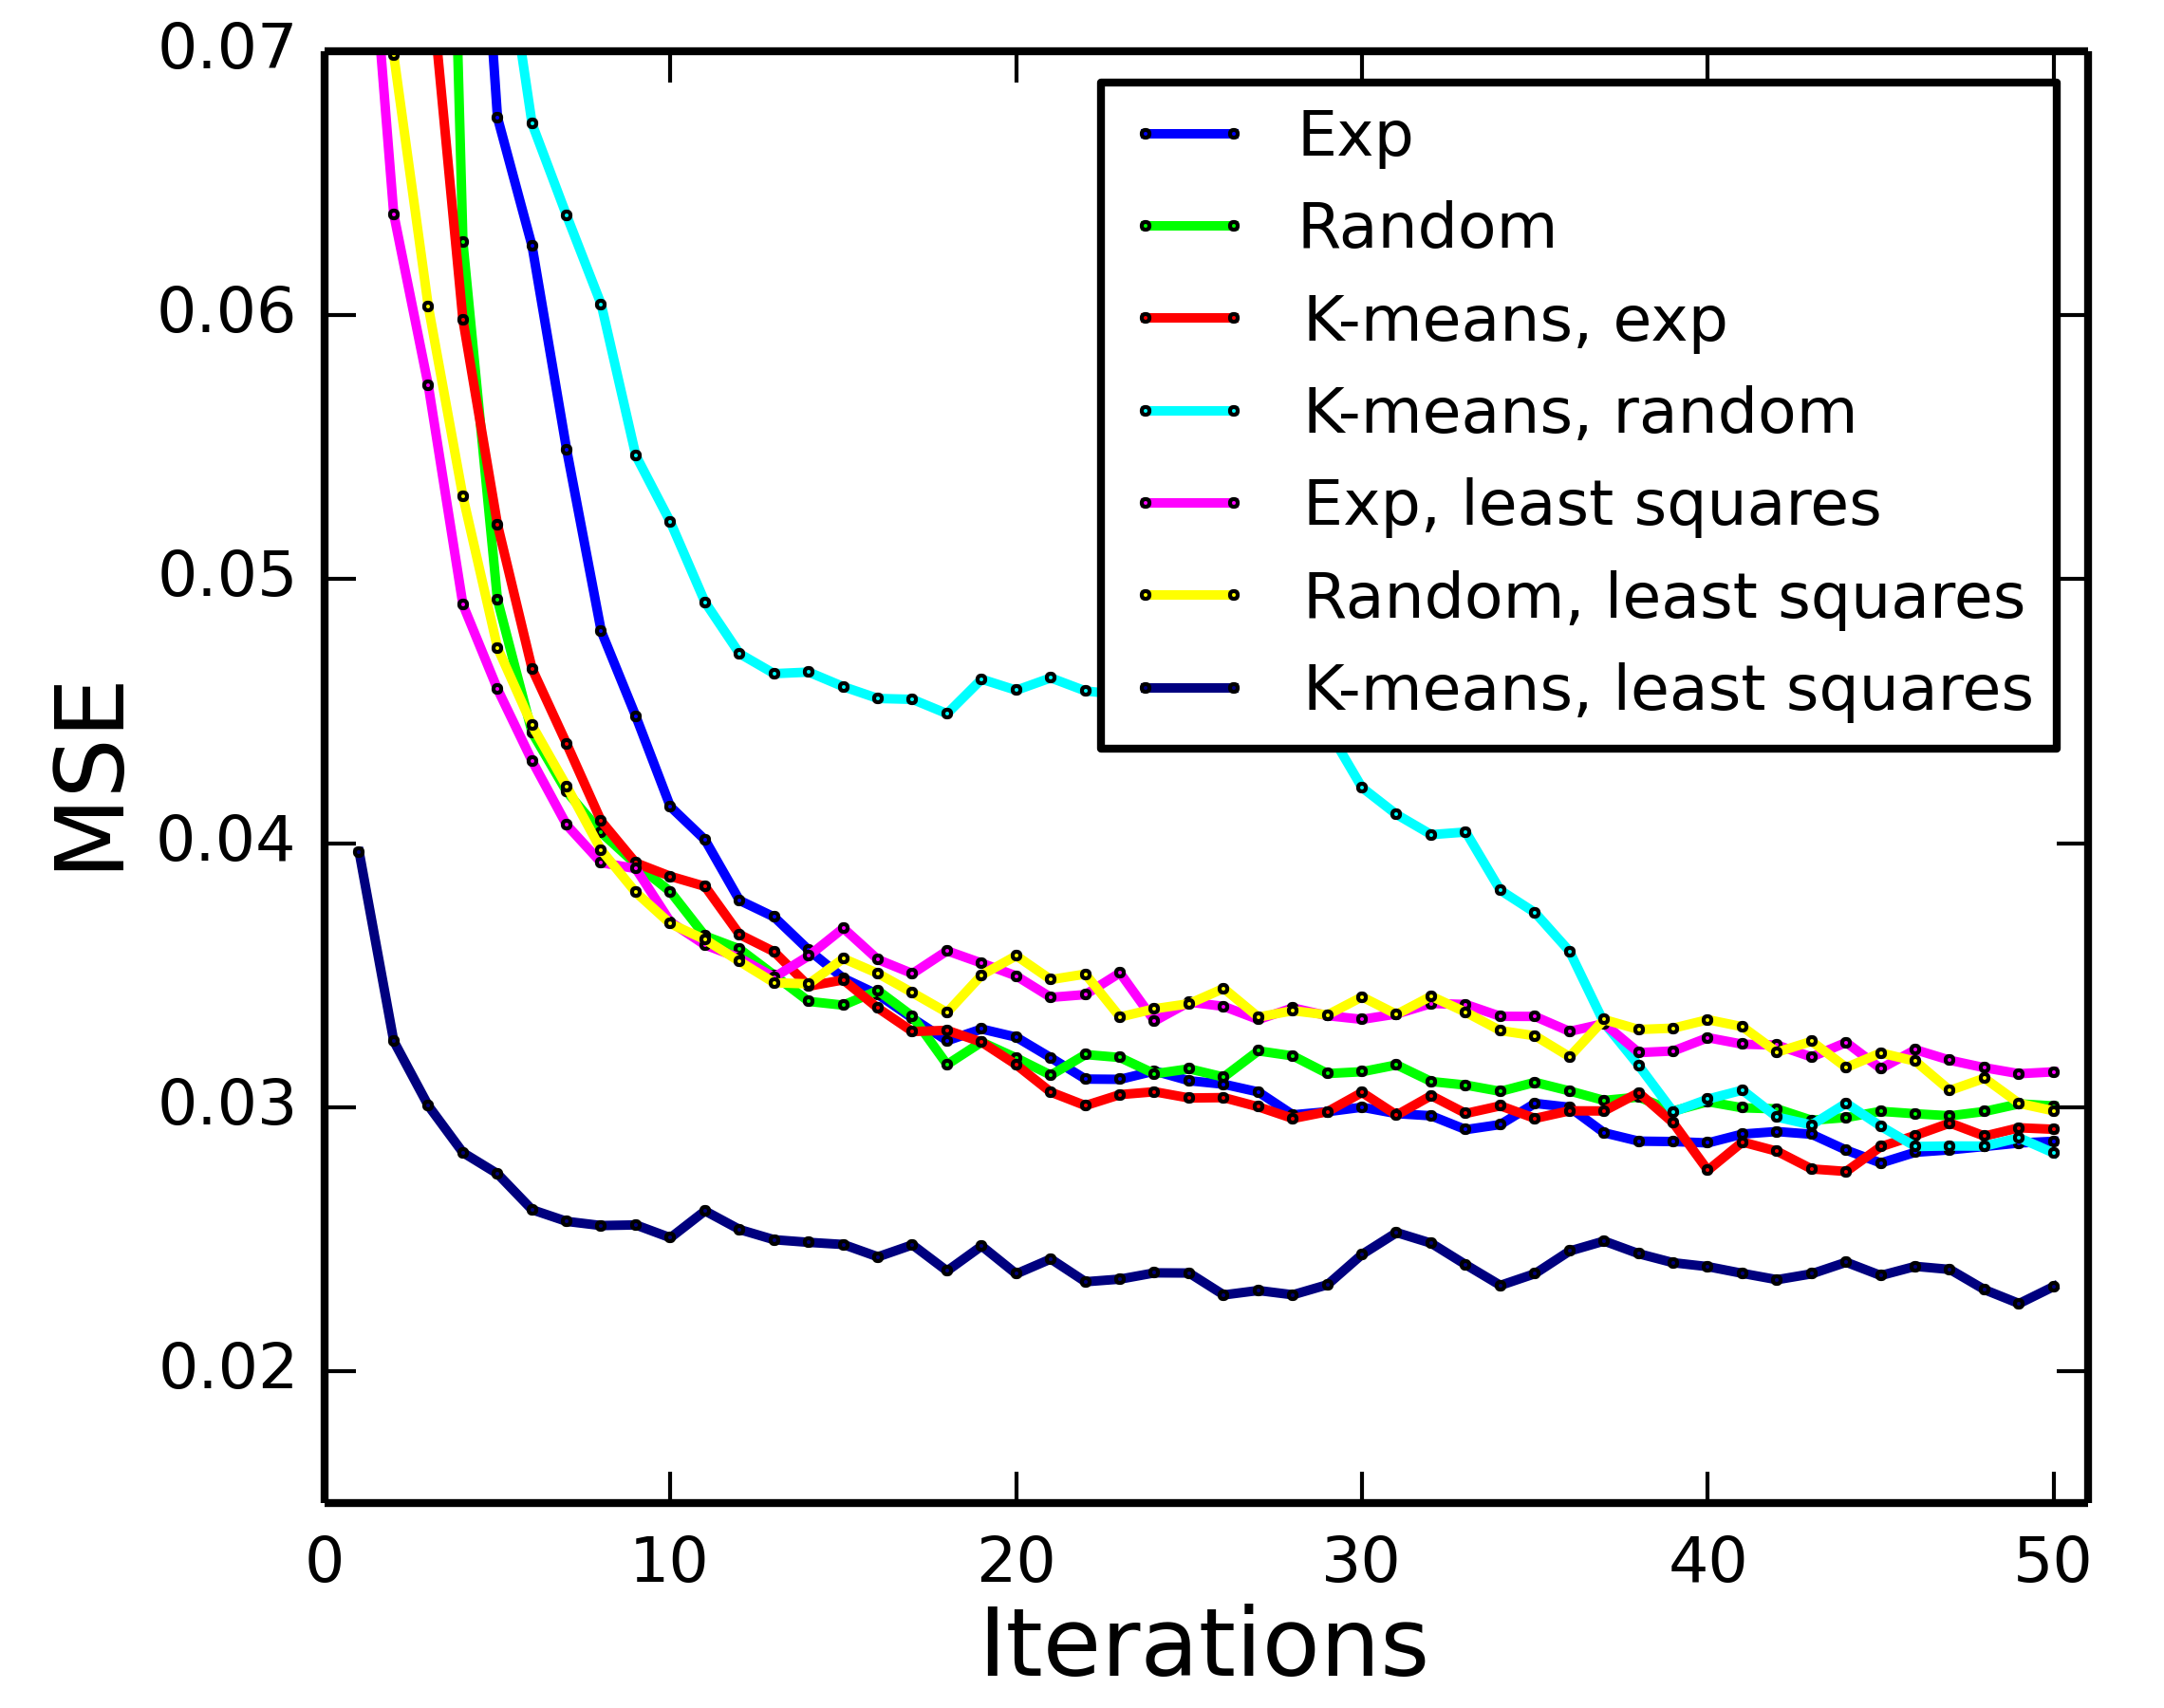 MSE
0.07
0.06
0.05
0.04
0.03
0.02
Exp
Random
K-means, exp
K-means, random
Exp, least squares
Random, least squares
K-means, least squares
0 10 20 30 40 50
Iterations